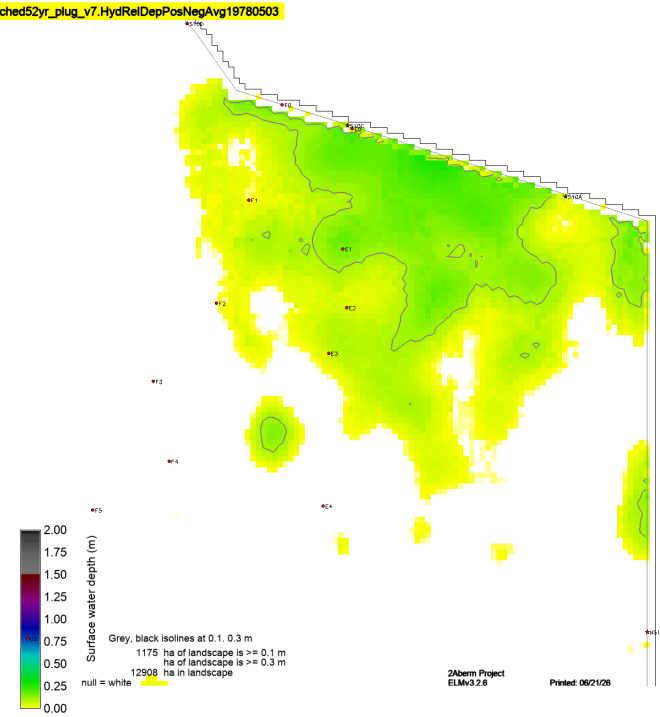 ched52yr_plug_v7.HydRelDepPosNegAvg19780503
S10D
F0
S10C
E0
S10A
F1
E1
F2
E2
E3
F3
F4
E4
F5
2.00
1.75
1.50
1.25
1.00
0.75
0.50
0.25
0.00
Surface water depth (m)
Grey, black isolines at 0.1. 0.3 m
1175 ha of landscape is >= 0.1 m
ha of landscape is >= 0.3 m
12908 ha in landscape
null = white
2Aberm Project
ELMv3.2.6
Printed: 06/21/26